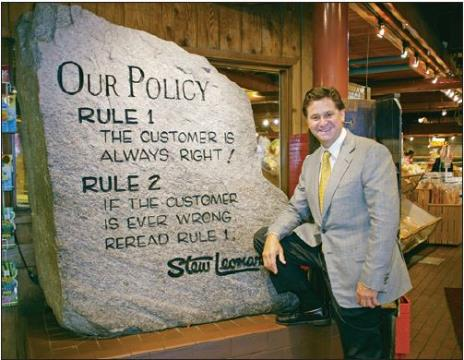 OUR POLICY
RULE 1
THE CUSTOMER IS
ALWAYS RIGHT!
RULE 2
IF THE CUSTOMER
IS EVER WRONG,
REREAD RULE 1.
Stew Leonard